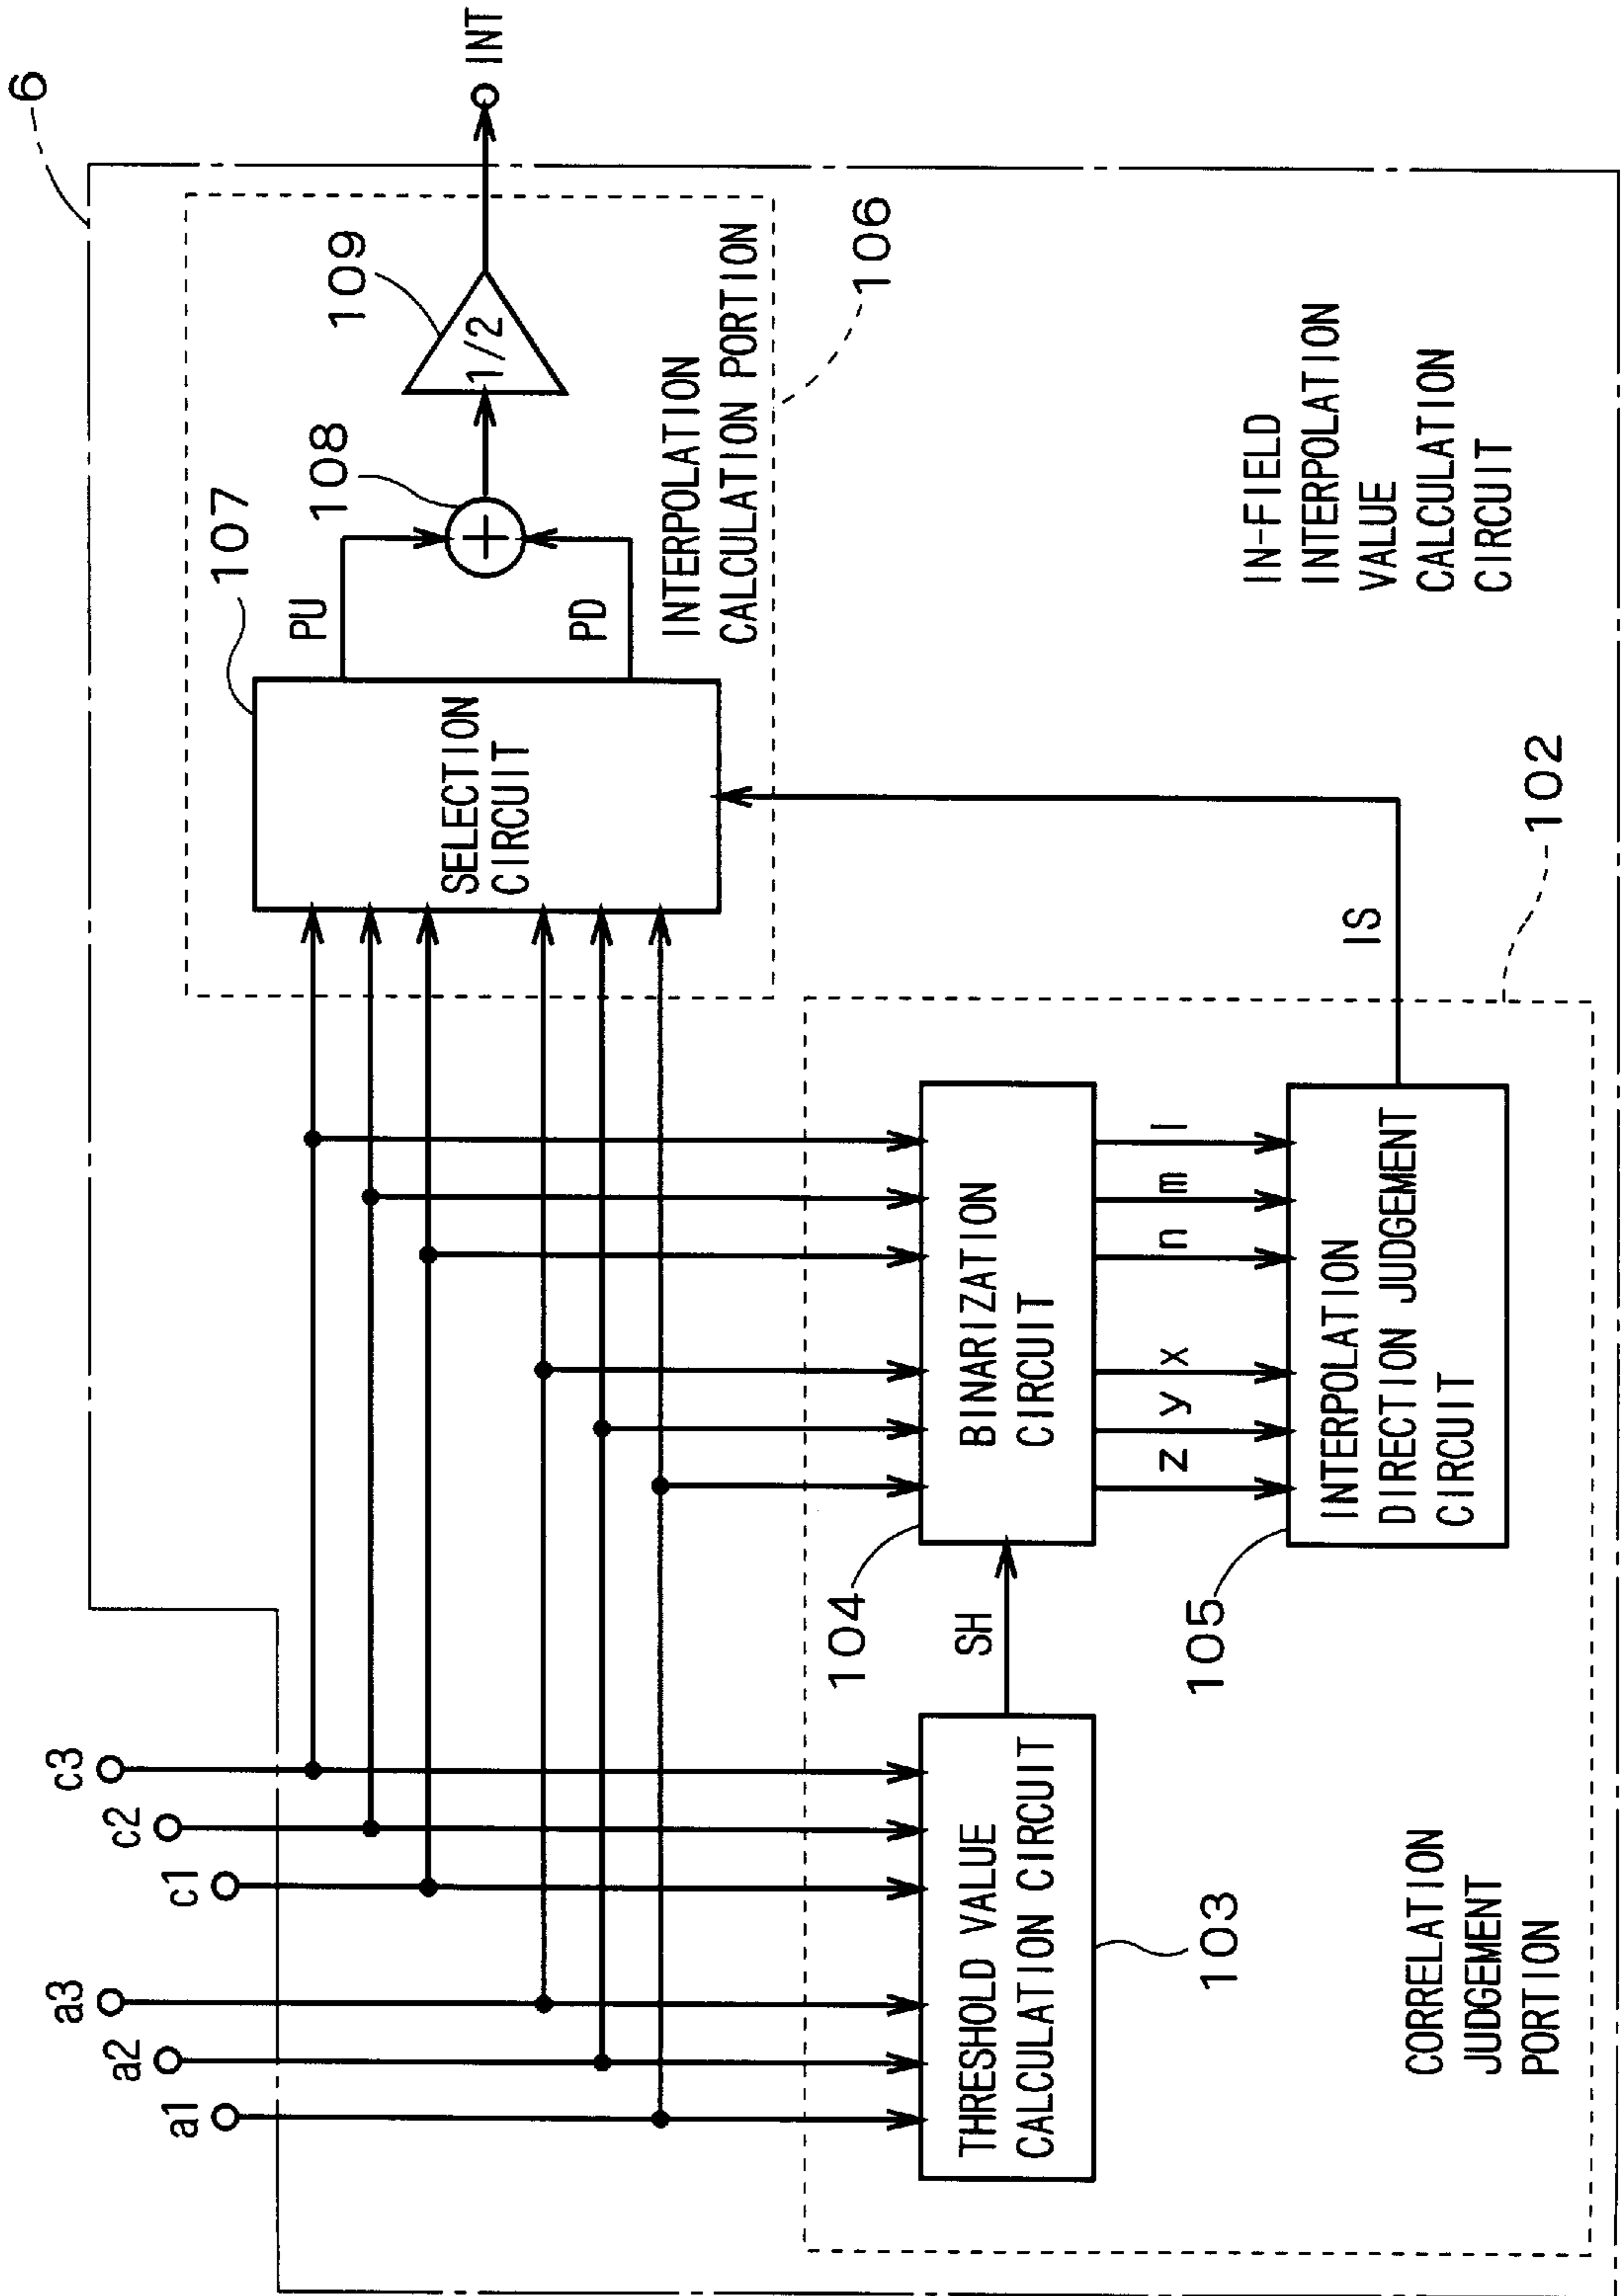 6
a1
a2
a3
c1
c2
c3
107
PU
PD
108
109
1/2
INT
SELECTION
CIRCUIT
INTERPOLATION
CALCULATION PORTION
106
THRESHOLD VALUE
CALCULATION CIRCUIT
103
SH
104
BINARIZATION
CIRCUIT
z
y
x
n
m
l
105
INTERPOLATION
DIRECTION JUDGEMENT
CIRCUIT
IS
102
CORRELATION
JUDGEMENT
PORTION
IN-FIELD
INTERPOLATION
VALUE
CALCULATION
CIRCUIT